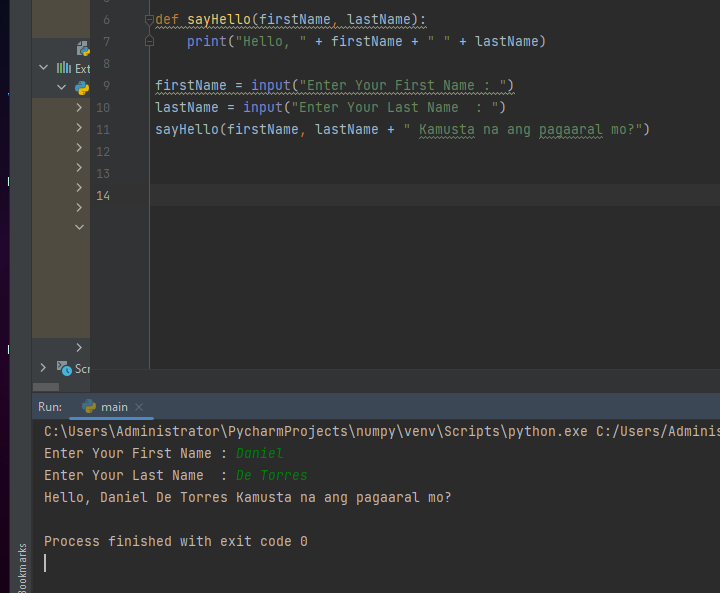 6 def sayHello(firstName, lastName):
7 print("Hello, " + firstName + " " + lastName)
8
Ext
9 firstName = input("Enter Your First Name : ")
10 lastName = input("Enter Your Last Name  : ")
11 sayHello(firstName, lastName + " Kamusta na ang pagaaral mo?")
12
13
14
Scr
Run: main
C:\Users\Administrator\PycharmProjects\numpy\venv\Scripts\python.exe C:/Users/Adminis
Enter Your First Name : Daniel
Enter Your Last Name  : De Torres
Hello, Daniel De Torres Kamusta na ang pagaaral mo?
Process finished with exit code 0
Bookmarks